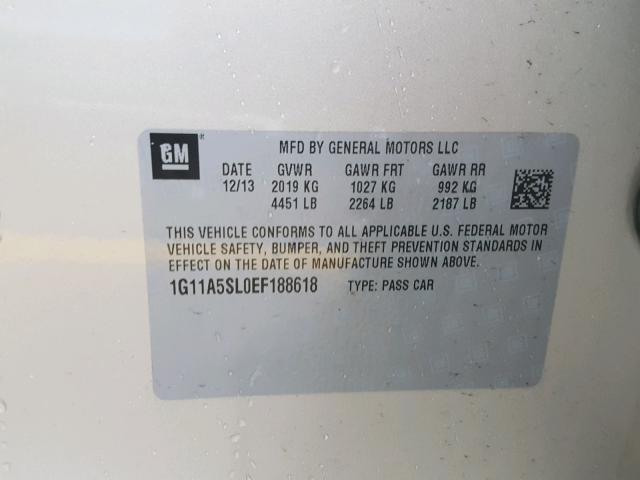 GM
MFD BY GENERAL MOTORS LLC
DATE GVWR GAWR FRT GAWR RR
12/13 2019 KG 1027 KG 992 KG
4451 LB 2264 LB 2187 LB
THIS VEHICLE CONFORMS TO ALL APPLICABLE U.S. FEDERAL MOTOR
VEHICLE SAFETY, BUMPER, AND THEFT PREVENTION STANDARDS IN
EFFECT ON THE DATE OF MANUFACTURE SHOWN ABOVE.
1G11A5SL0EF188618 TYPE: PASS CAR